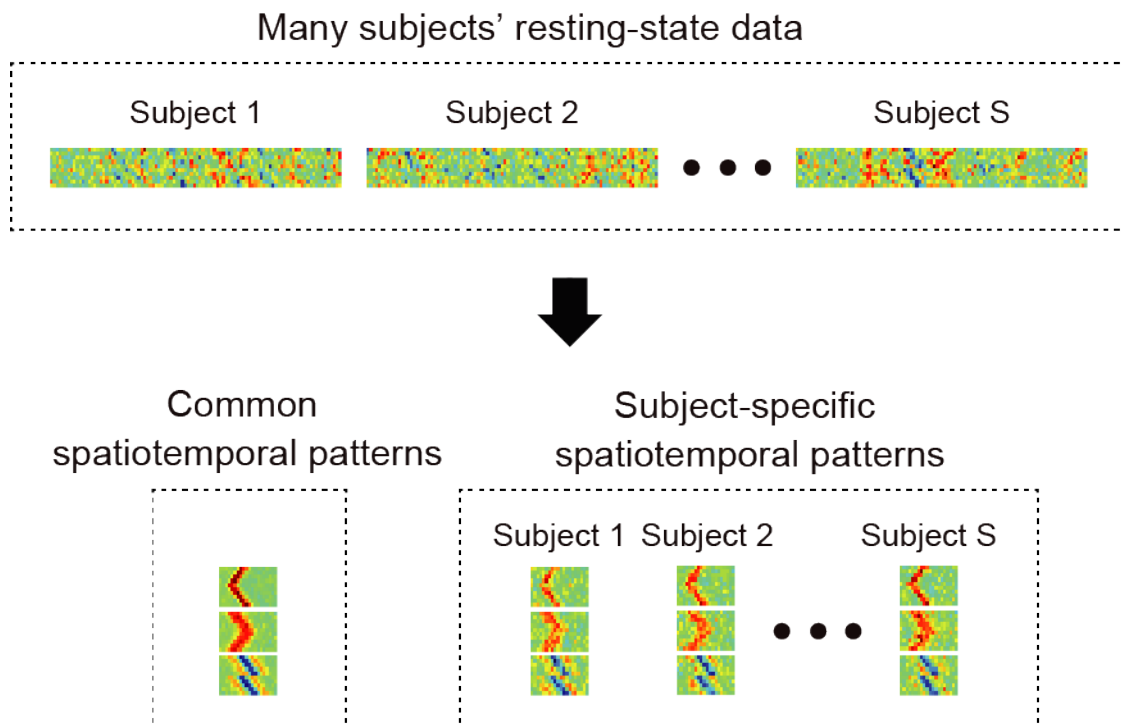 Many subjects’ resting-state data
Subject 1
Subject 2
Subject S
Common
spatiotemporal patterns
Subject-specific
spatiotemporal patterns
Subject 1
Subject 2
Subject S